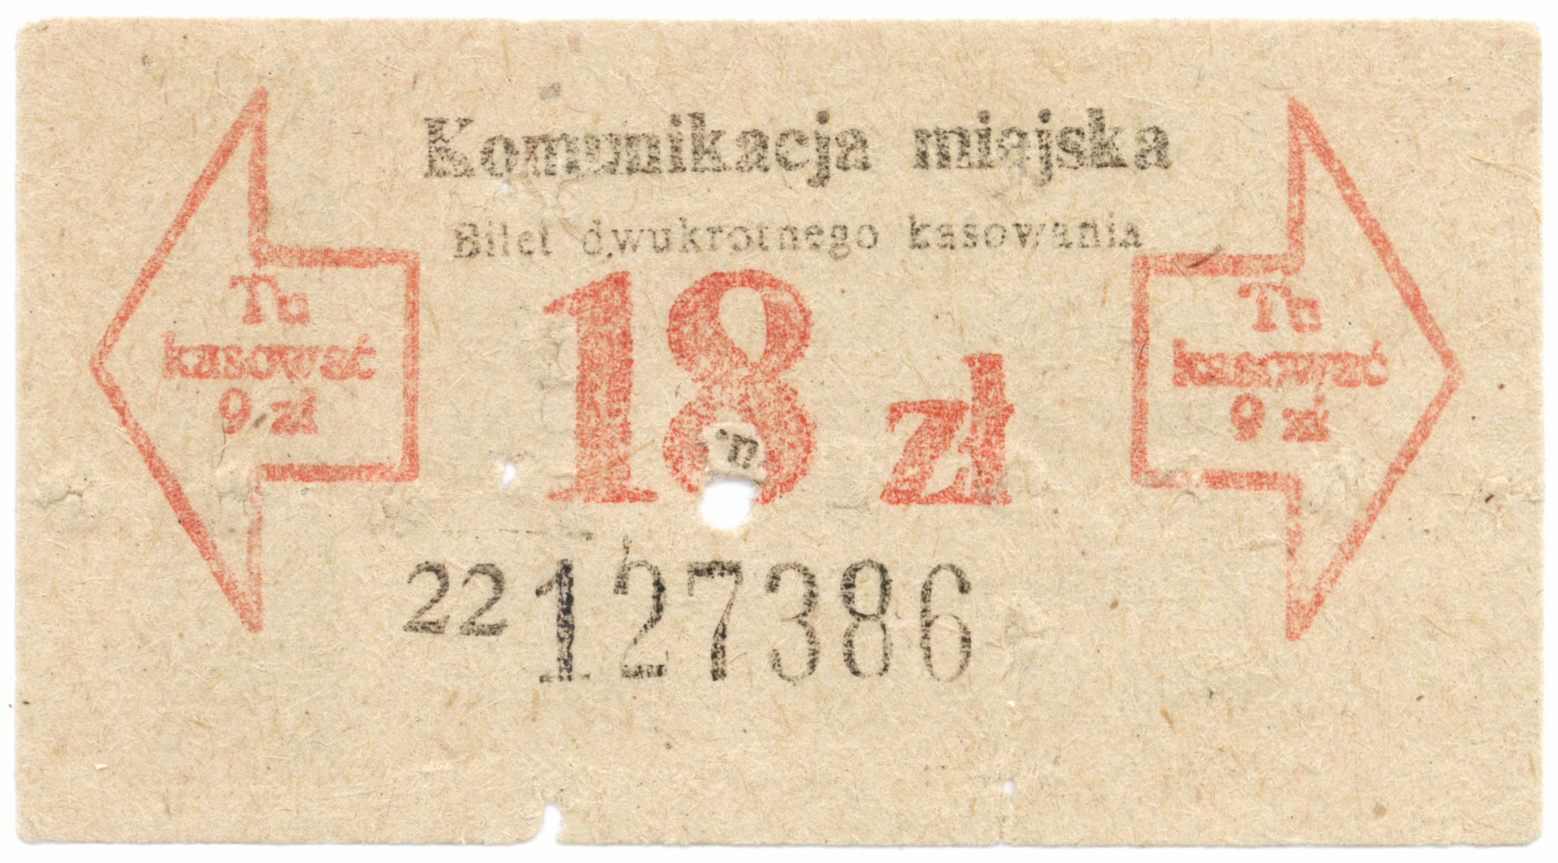 Komunikacja miejska
Bilet dwukrotnego kasowania
Tu
kasować
9 zł
18 zł
Tu
kasować
9 zł
22 127386